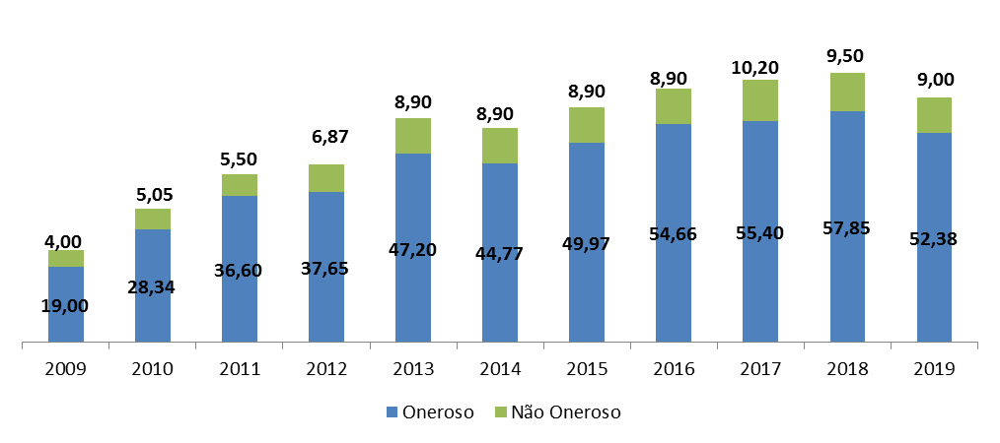 4,00 5,05 5,50 6,87 8,90 8,90 8,90 8,90 10,20 9,50 9,00
19,00 28,34 36,60 37,65 47,20 44,77 49,97 54,66 55,40 57,85 52,38
2009 2010 2011 2012 2013 2014 2015 2016 2017 2018 2019
Oneroso Não Oneroso